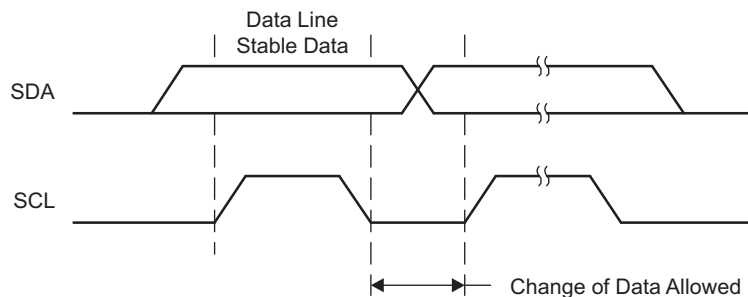 Data Line
Stable Data
SDA
SCL
Change of Data Allowed